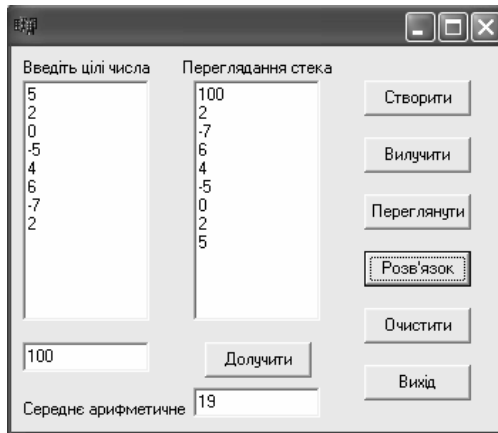 Введіть цілі числа
5
2
0
-5
4
6
-7
2
100
Переглядання стека
100
2
-7
6
4
-5
0
2
5
Долучити
Середнє арифметичне
19
Створити
Вилучити
Переглянути
Розв'язок
Очистити
Вихід